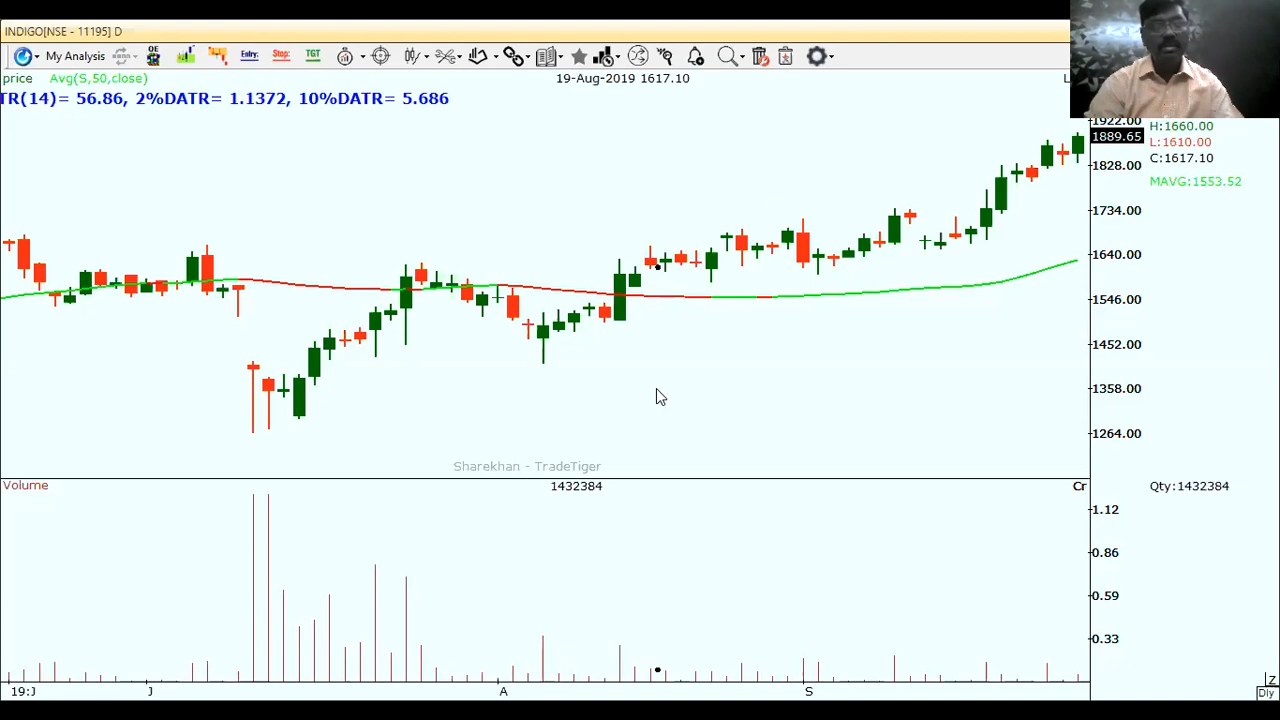 INDIGO[NSE - 11195] D
My Analysis OE Entry: Stop: TGT
price Avg(S,50,close) 19-Aug-2019 1617.10 L
TR(14)= 56.86, 2%DATR= 1.1372, 10%DATR= 5.686
1922.00 H:1660.00
1889.65 L:1610.00
C:1617.10
1828.00
MAVG:1553.52
1734.00
1640.00
1546.00
1452.00
1358.00
1264.00
Sharekhan - TradeTiger
Volume 1432384 Cr Qty:1432384
1.12
0.86
0.59
0.33
19:J J A S Z
Dly